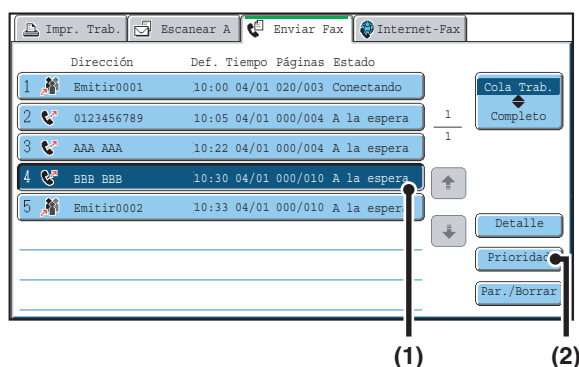 Impr. Trab. Escanear A Enviar Fax Internet-Fax
Dirección Def. Tiempo Páginas Estado
1 Emitir0001 10:00 04/01 020/003 Conectando
2 0123456789 10:05 04/01 000/004 A la espera
3 AAA AAA 10:22 04/01 000/004 A la espera
4 BBB BBB 10:30 04/01 000/010 A la espera
5 Emitir0002 10:33 04/01 000/010 A la espera
1
1
Cola Trab.
Completo
Detalle
Prioridad
Par./Borrar
(1) (2)